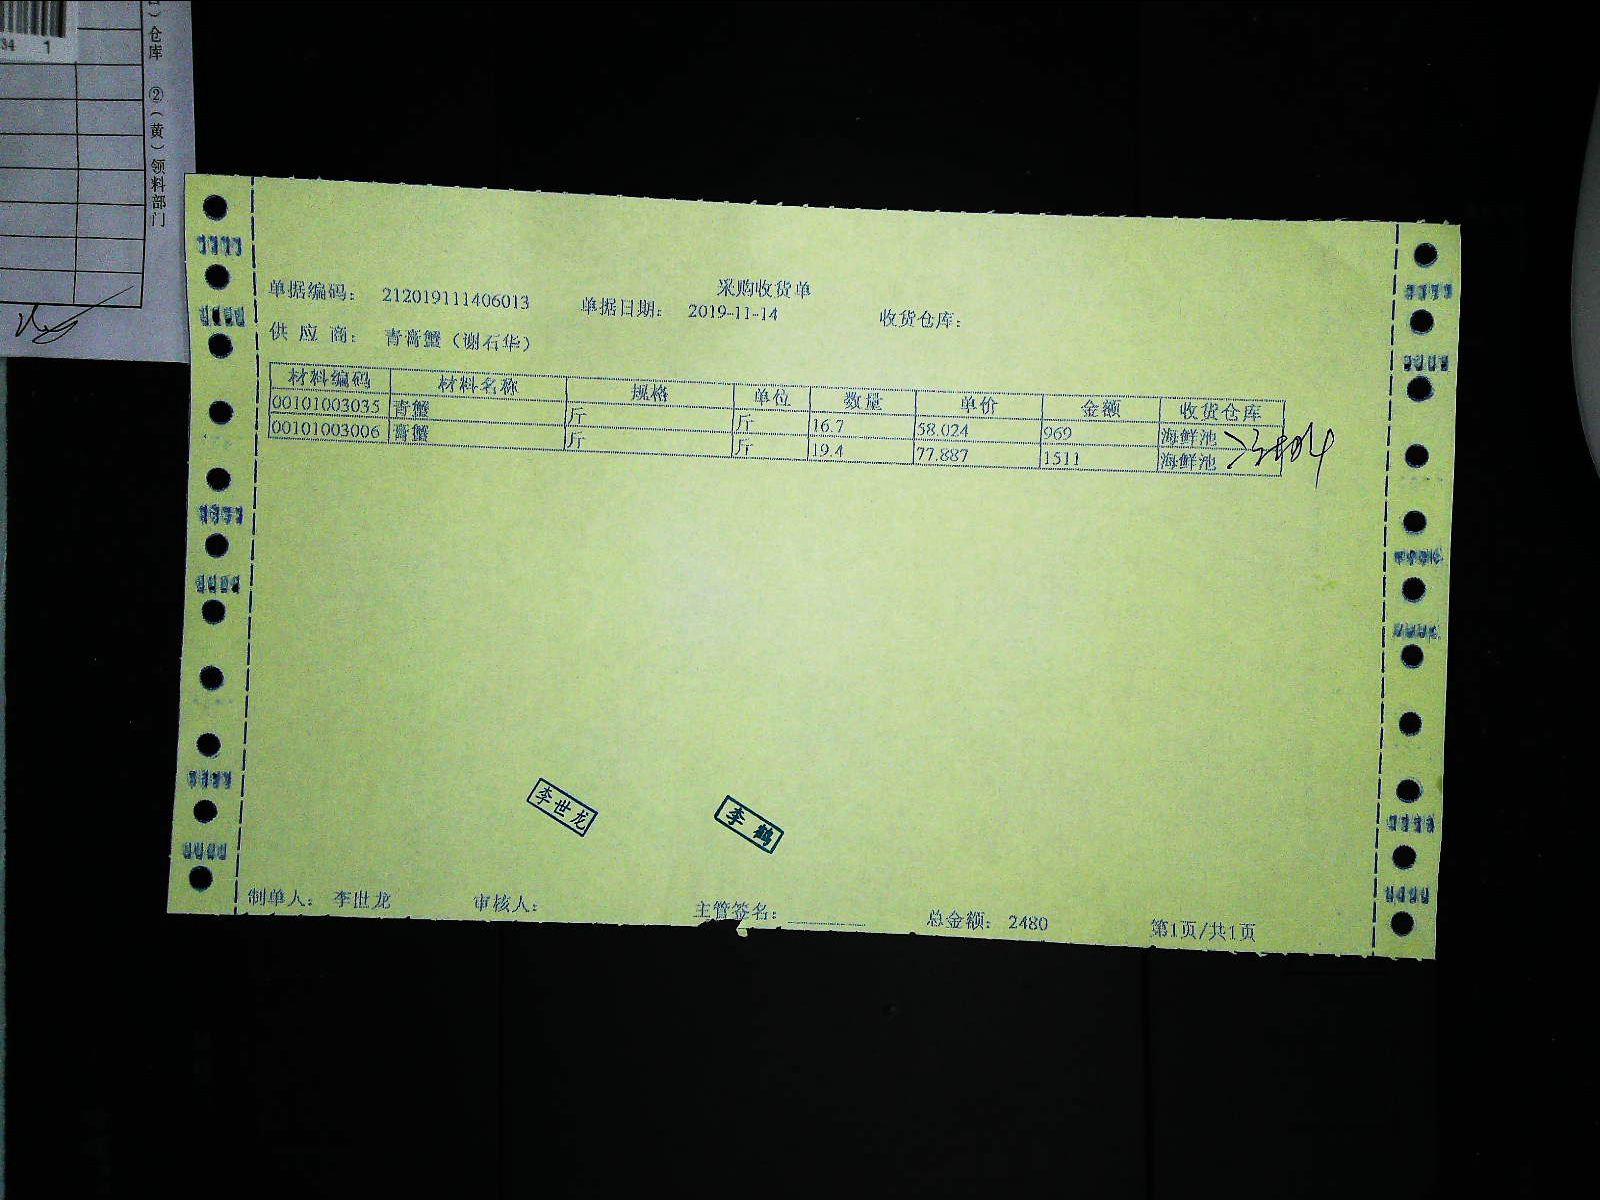 34 1
仓库 ②(黄)领料部门
采购收货单
单据编码: 212019111406013 单据日期: 2019-11-14 收货仓库:
供 应 商: 青膏蟹(谢石华)
材料编码 材料名称 规格 单位 数量 单价 金额 收货仓库
00101003035 青蟹 斤 斤 16.7 58.024 969 海鲜池
00101003006 膏蟹 斤 斤 19.4 77.887 1511 海鲜池
李世龙 李鹤
制单人: 李世龙 审核人: 主管签名: 总金额: 2480 第1页/共1页